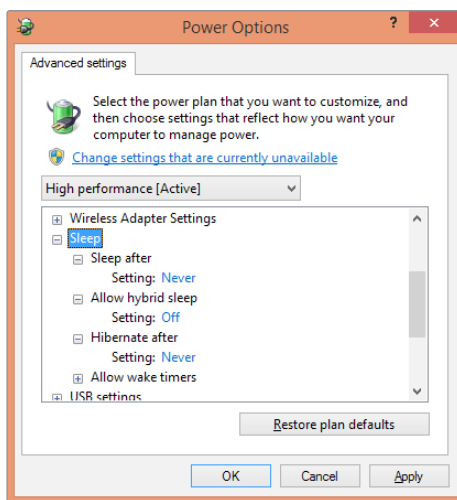 Power Options
?
Advanced settings
Select the power plan that you want to customize, and
then choose settings that reflect how you want your
computer to manage power.
Change settings that are currently unavailable
High performance [Active]
Wireless Adapter Settings
Sleep
Sleep after
Setting: Never
Allow hybrid sleep
Setting: Off
Hibernate after
Setting: Never
Allow wake timers
USB settings
Restore plan defaults
OK Cancel Apply